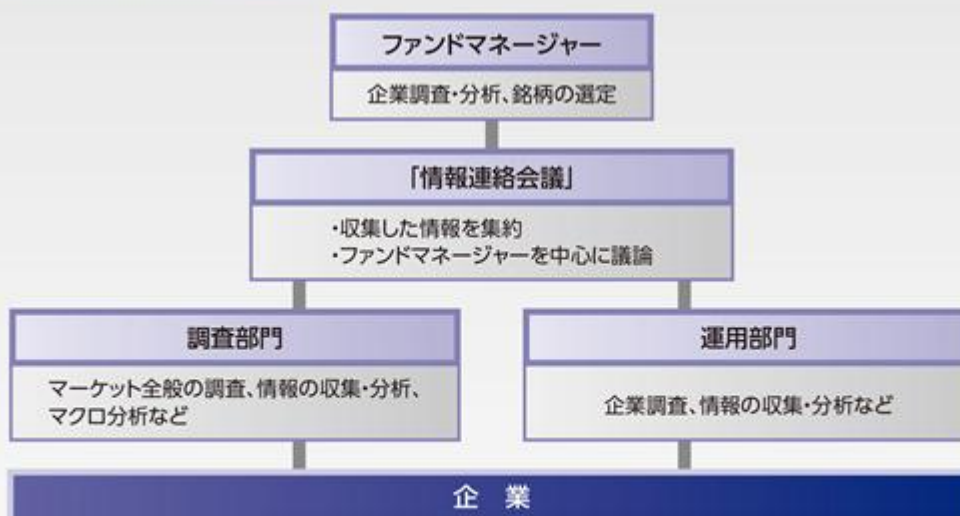 ファンドマネージャー
企業調査・分析、銘柄の選定
「情報連絡会議」
・収集した情報を集約
・ファンドマネージャーを中心に議論
調査部門
マーケット全般の調査、情報の収集・分析、
マクロ分析など
運用部門
企業調査、情報の収集・分析など
企 業